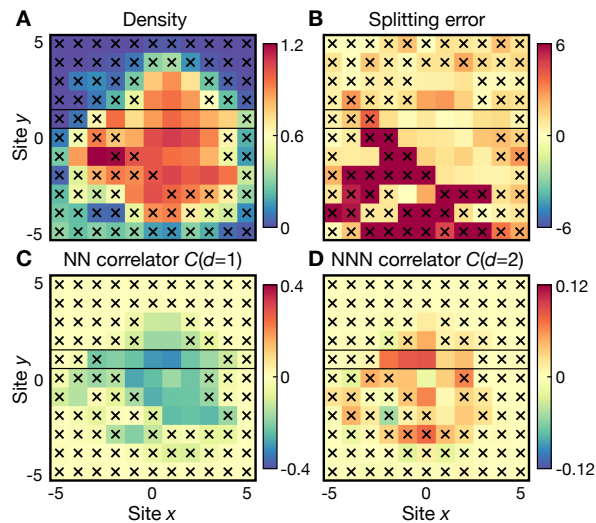 A Density
B Splitting error
5
0
-5
Site y
1.2
0.6
0
6
0
-6
C NN correlator C(d=1)
D NNN correlator C(d=2)
5
0
-5
Site y
0.4
0
-0.4
0.12
0
-0.12
-5 0 5
-5 0 5
Site x
Site x